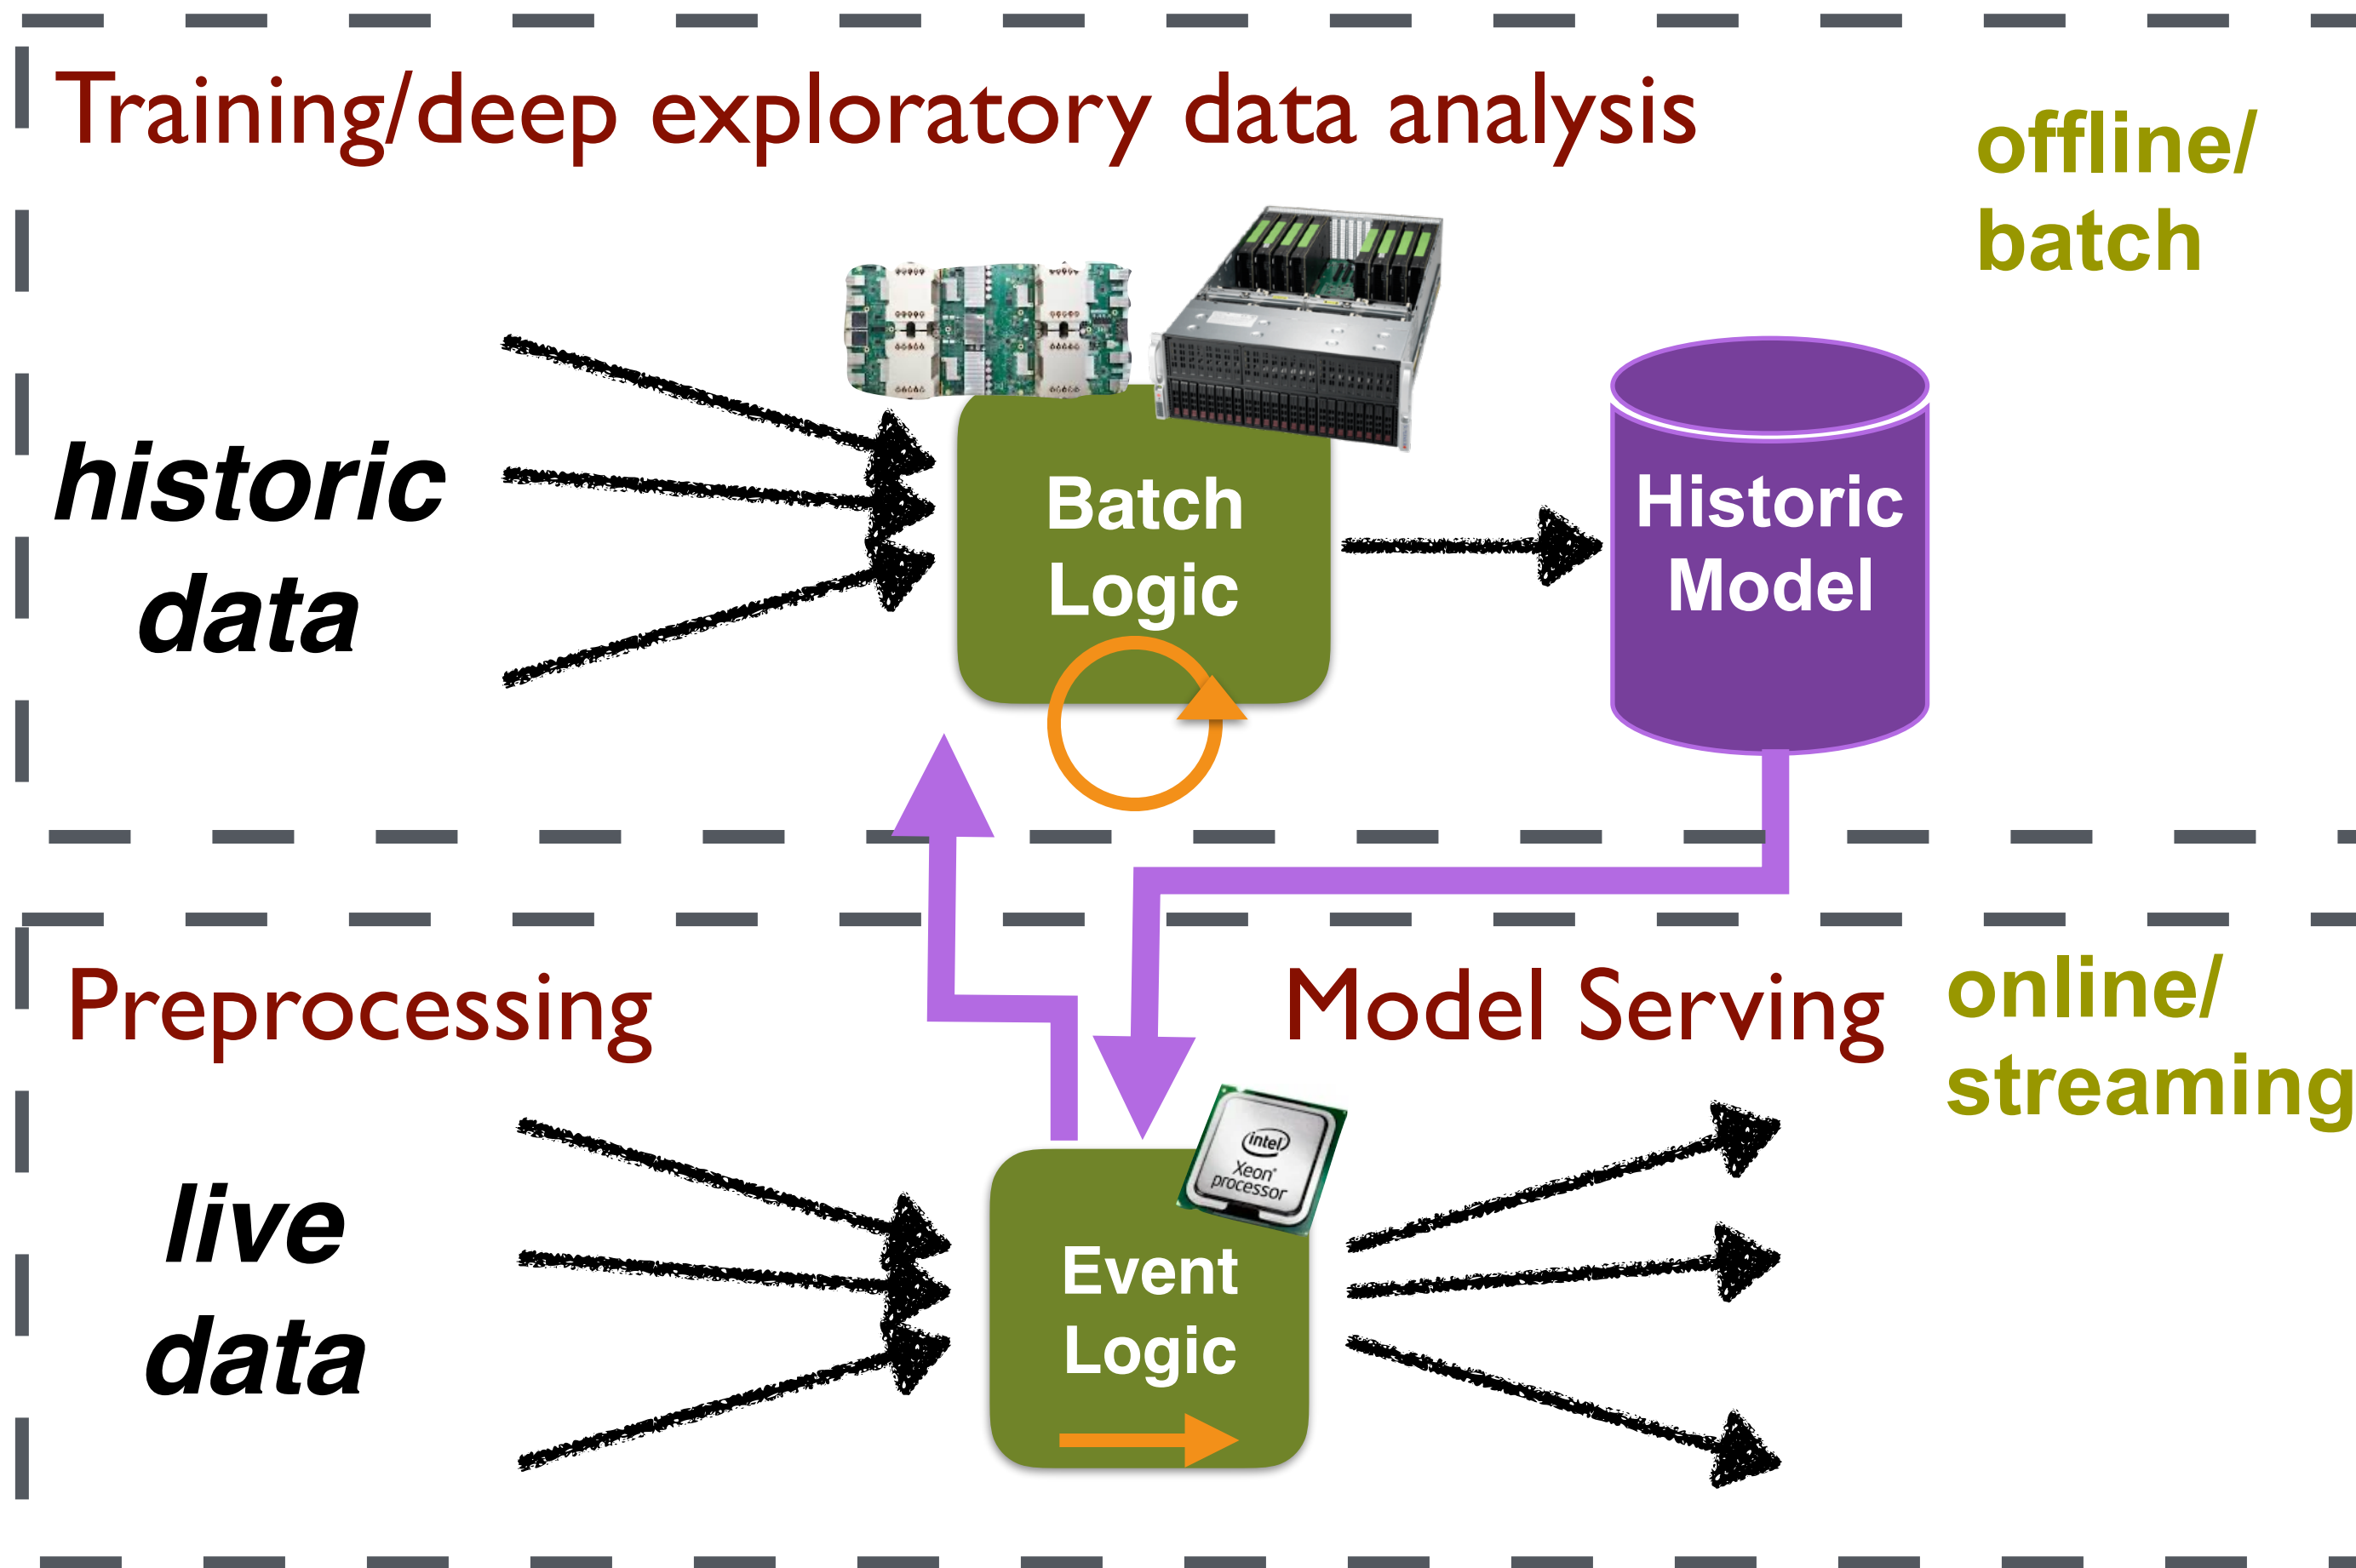 Training/deep exploratory data analysis
offline/
batch
historic
data
Batch
Logic
Historic
Model
Preprocessing
Model Serving
online/
streaming
live
data
intel
Xeon®
processor
Event
Logic